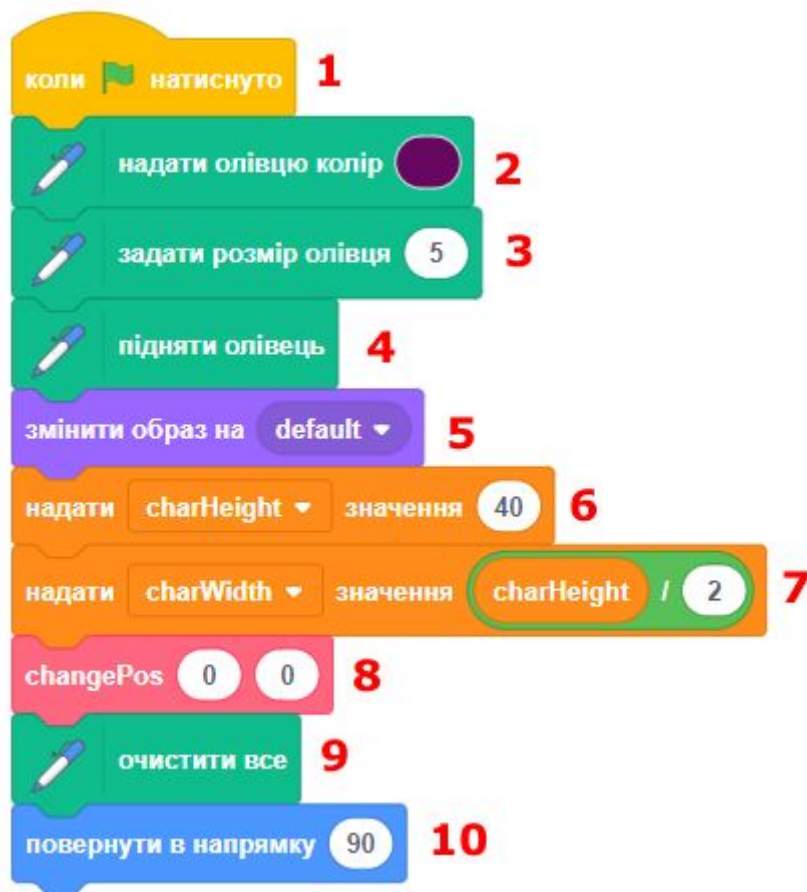 коли натиснуто 1
надати олівцю колір 2
задати розмір олівця 5 3
підняти олівець 4
змінити образ на default 5
надати charHeight значення 40 6
надати charWidth значення charHeight / 2 7
changePos 0 0 8
очистити все 9
повернути в напрямку 90 10